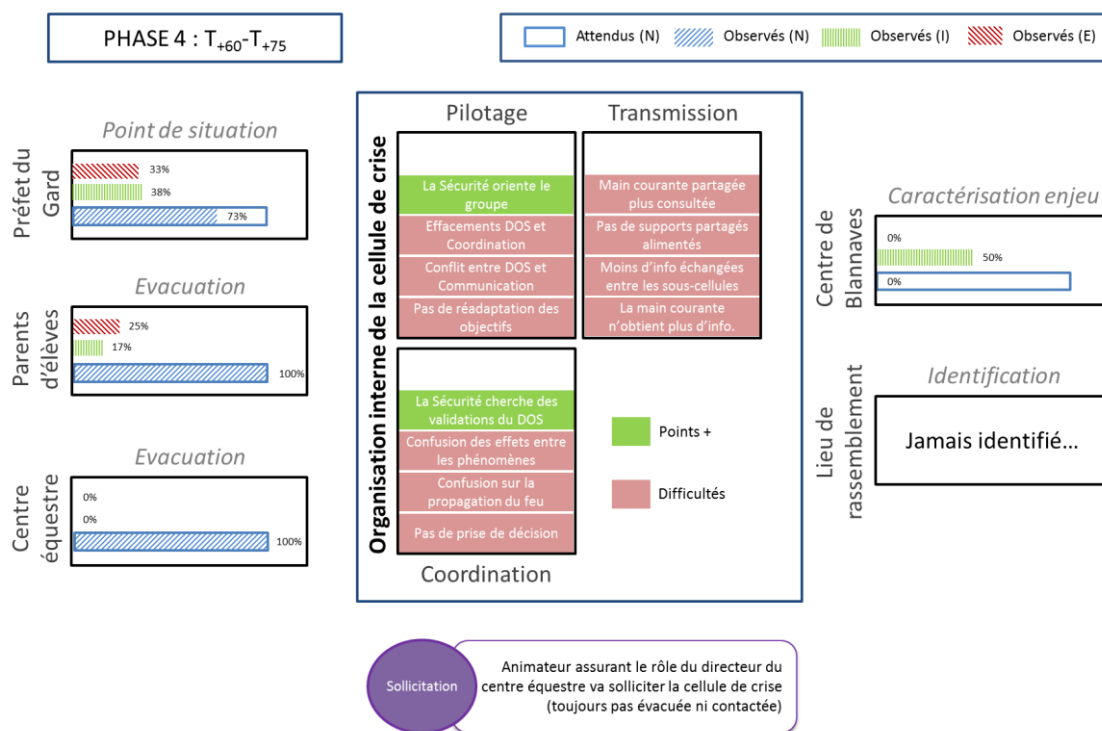 PHASE 4 : T+60-T+75
Attendus (N)
Observés (N)
Observés (I)
Observés (E)
Préfet du
Gard
Point de situation
33%
38%
73%
Parents
d'élèves
Evacuation
25%
17%
100%
Centre
équestre
Evacuation
0%
0%
100%
Organisation interne de la cellule de crise
Pilotage
La Sécurité oriente le
groupe
Effacements DOS et
Coordination
Conflit entre DOS et
Communication
Pas de réadaptation des
objectifs
Transmission
Main courante partagée
plus consultée
Pas de supports partagés
alimentés
Moins d'info échangées
entre les sous-cellules
La main courante
n'obtient plus d'info.
La Sécurité cherche des
validations du DOS
Confusion des effets entre
les phénomènes
Confusion sur la
propagation du feu
Pas de prise de décision
Coordination
Points +
Difficultés
Centre de
Blannaves
Caractérisation enjeu
0%
50%
0%
Lieu de
rassemblement
Identification
Jamais identifié...
Sollicitation
Animateur assurant le rôle du directeur du
centre équestre va solliciter la cellule de crise
(toujours pas évacuée ni contactée)